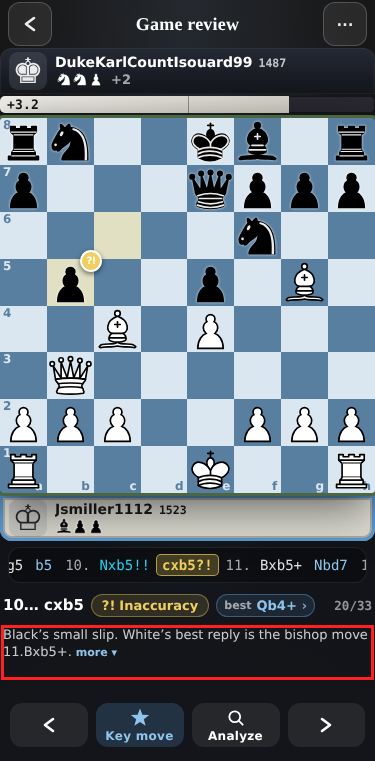 Game review
...
DukeKarlCountIsouard99 1487
+2
+3.2
8
7
6
5
?!
4
3
2
1 a b c d e f g h
Jsmiller1112 1523
g5 b5 10. Nxb5!! cxb5?! 11. Bxb5+ Nbd7
10... cxb5 ?! Inaccuracy best Qb4+ › 20/33
Black’s small slip. White’s best reply is the bishop move
11.Bxb5+. more ▾
Key move Analyze